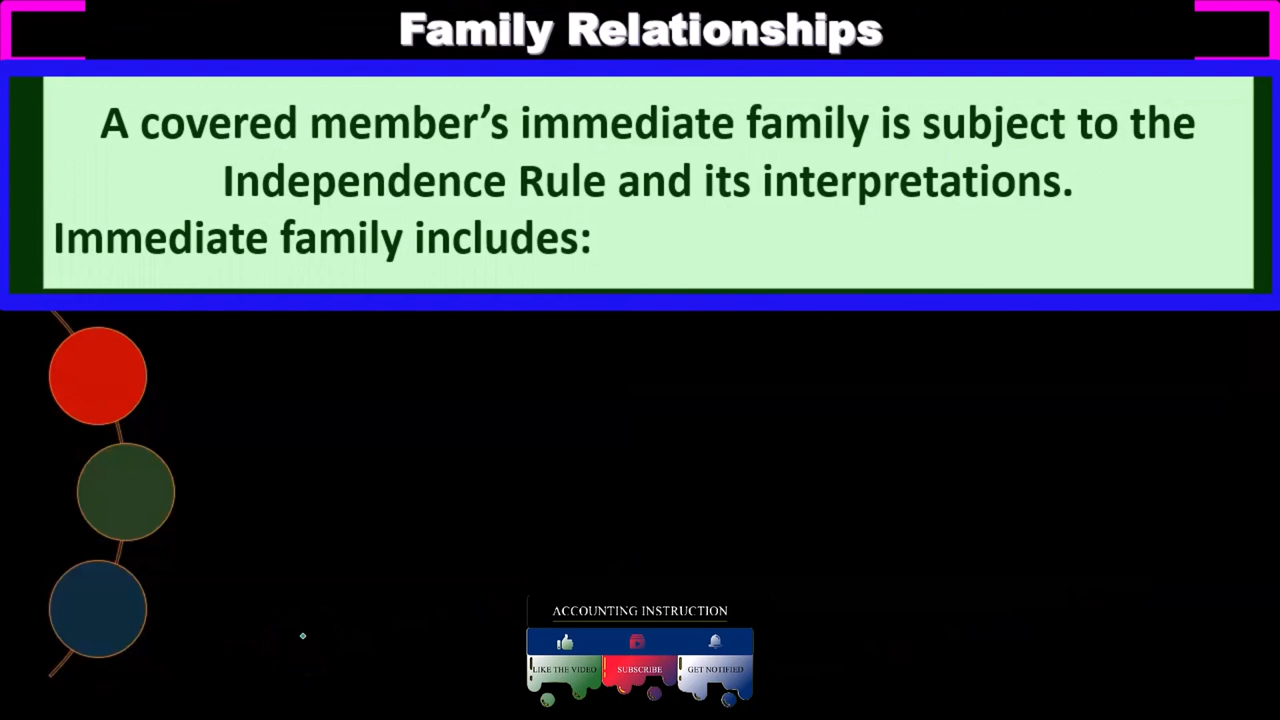 Family Relationships
A covered member’s immediate family is subject to the
Independence Rule and its interpretations.
Immediate family includes:
ACCOUNTING INSTRUCTION
LIKE THE VIDEO
SUBSCRIBE
GET NOTIFIED